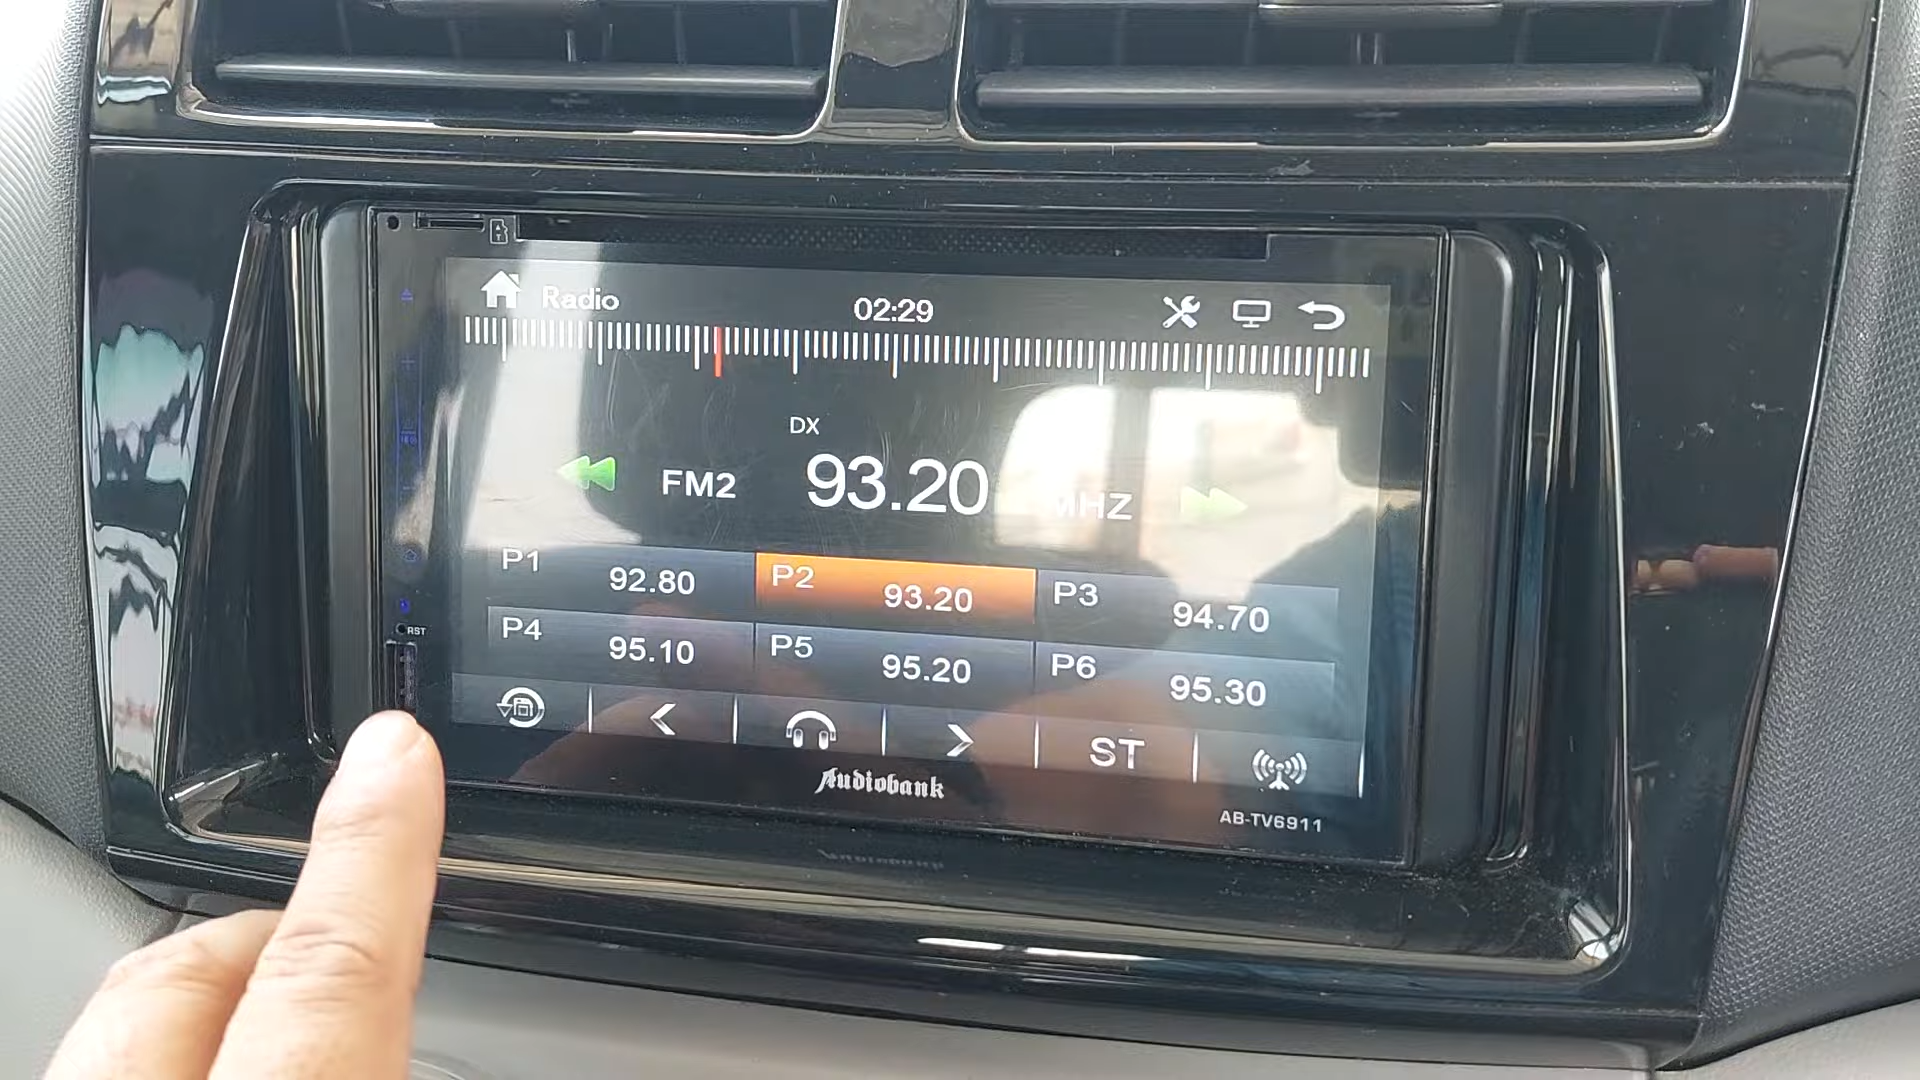 Radio 02:29
DX
FM2 93.20 MHZ
P1 92.80 P2 93.20 P3 94.70
P4 95.10 P5 95.20 P6 95.30
RST
ST
Audiobank
AB-TV6911